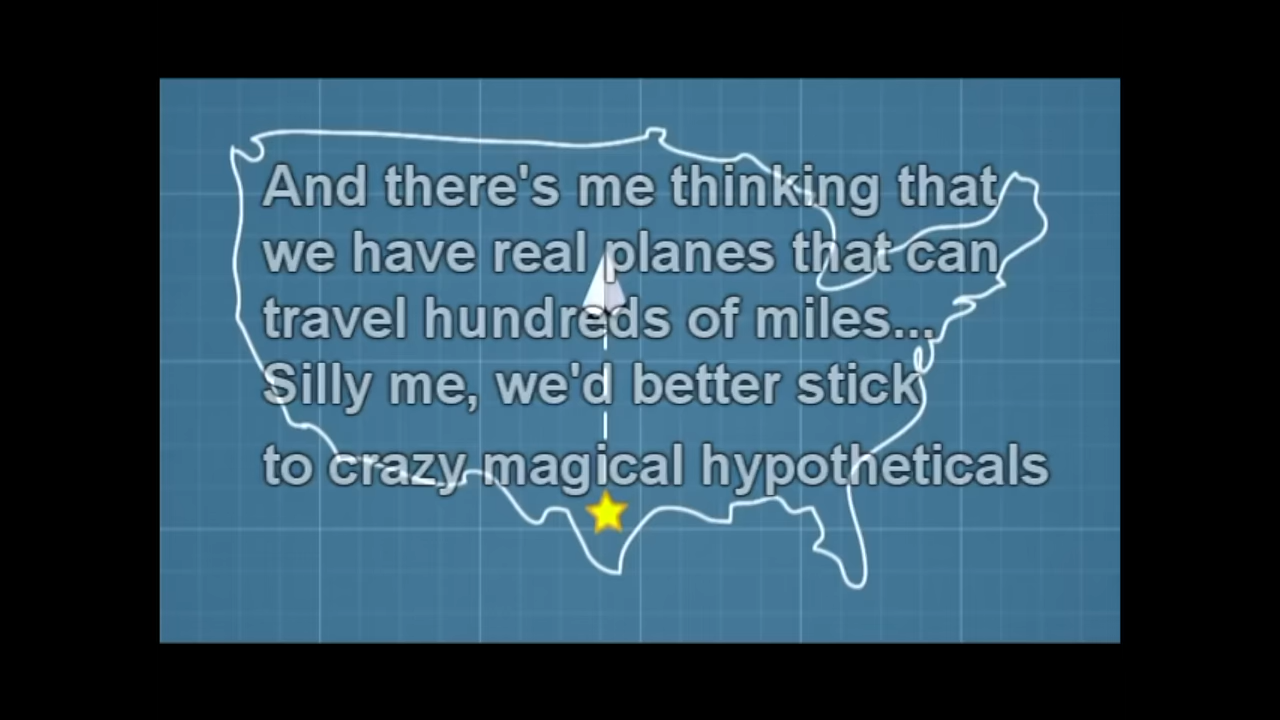 And there's me thinking that
we have real planes that can
travel hundreds of miles...
Silly me, we'd better stick
to crazy magical hypotheticals